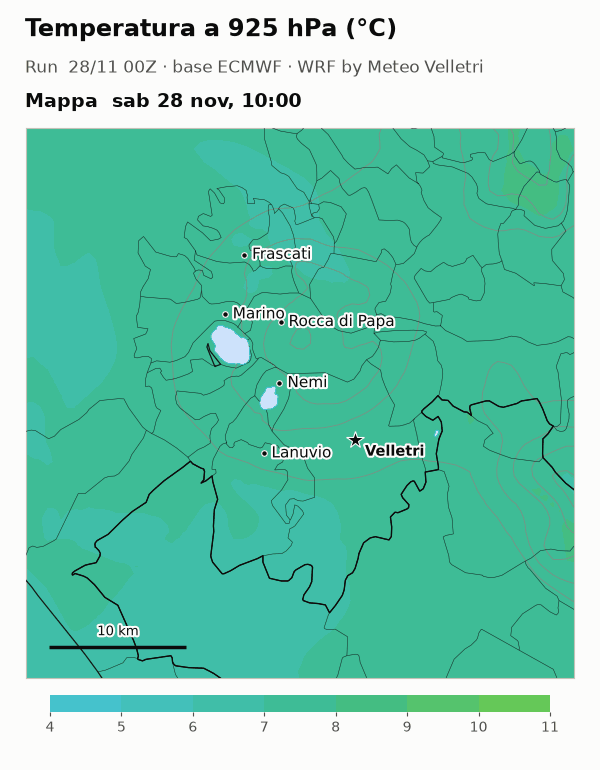 Temperatura a 925 hPa (°C)
Run  28/11 00Z · base ECMWF · WRF by Meteo Velletri
Mappa  sab 28 nov, 10:00
Frascati
Marino
Rocca di Papa
Nemi
Velletri
Lanuvio
10 km
4 5 6 7 8 9 10 11